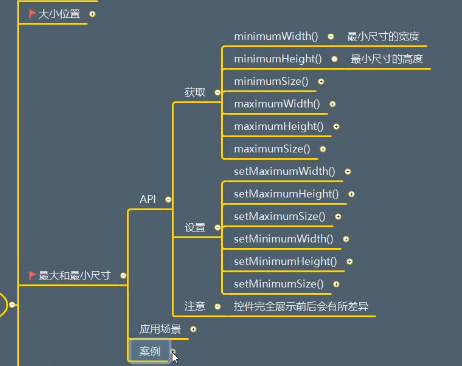 大小位置
minimumWidth() 最小尺寸的宽度
minimumHeight() 最小尺寸的高度
minimumSize()
获取
maximumWidth()
maximumHeight()
maximumSize()
setMaximumWidth()
API
setMaximumHeight()
setMaximumSize()
设置
setMinimumWidth()
setMinimumHeight()
最大和最小尺寸
setMinimumSize()
注意 控件完全展示前后会有所差异
应用场景
案例